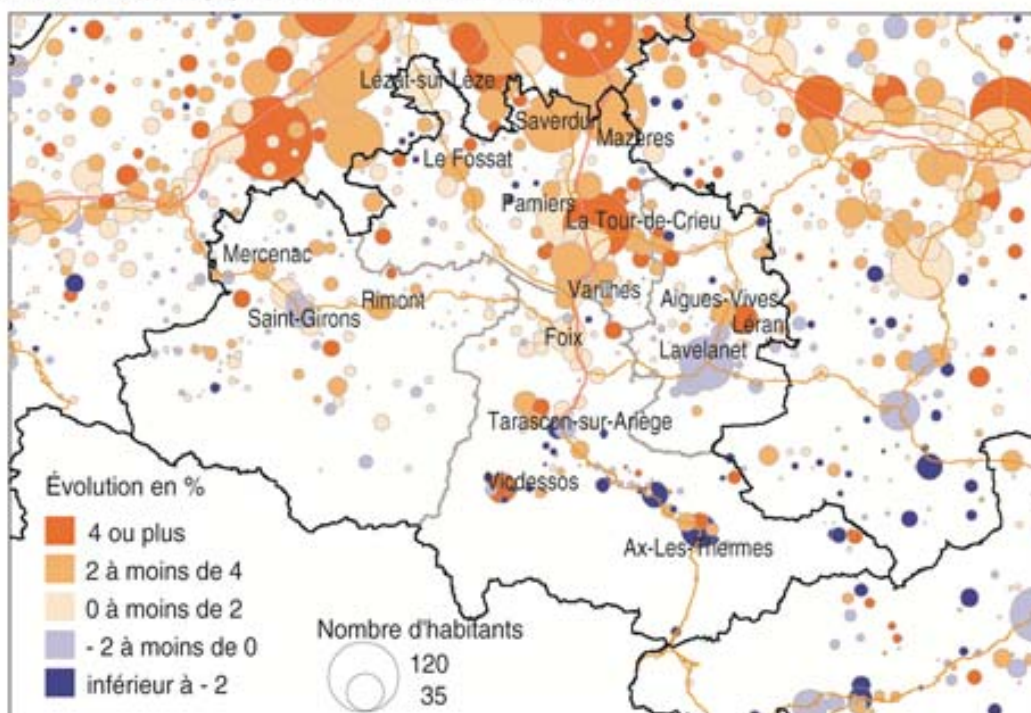 Lézat-sur Lèze
Saverdun
Mazères
Le Fossat
Pamiers
La Tour-de-Crieu
Mercenac
Varilhes
Aigues-Vives
Rimont
Saint-Girons
Léran
Foix
Lavelanet
Tarascon-sur-Ariège
Vicdessos
Ax-Les-Thermes
Évolution en %
4 ou plus
2 à moins de 4
0 à moins de 2
- 2 à moins de 0
inférieur à - 2
Nombre d'habitants
120
35